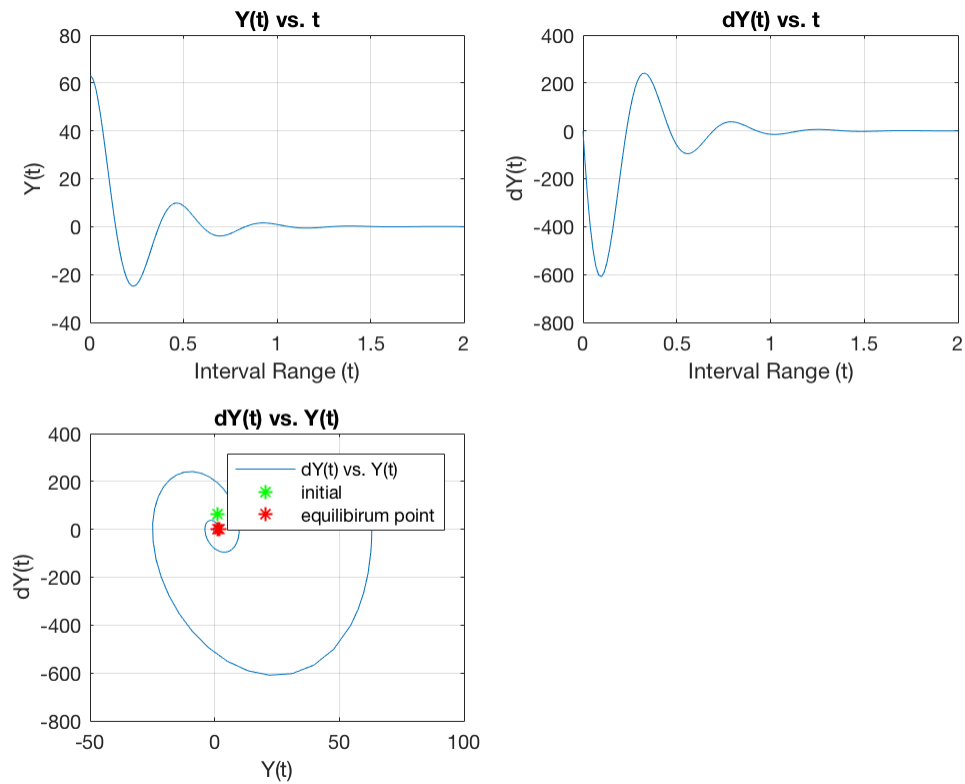 Y(t) vs. t
80
60
40
20
0
-20
-40
Y(t)
0
0.5
1
1.5
2
Interval Range (t)
dY(t) vs. t
400
200
0
-200
-400
-600
-800
dY(t)
0
0.5
1
1.5
2
Interval Range (t)
dY(t) vs. Y(t)
400
200
0
-200
-400
-600
-800
dY(t)
dY(t) vs. Y(t)
initial
equilibirum point
-50
0
50
100
Y(t)